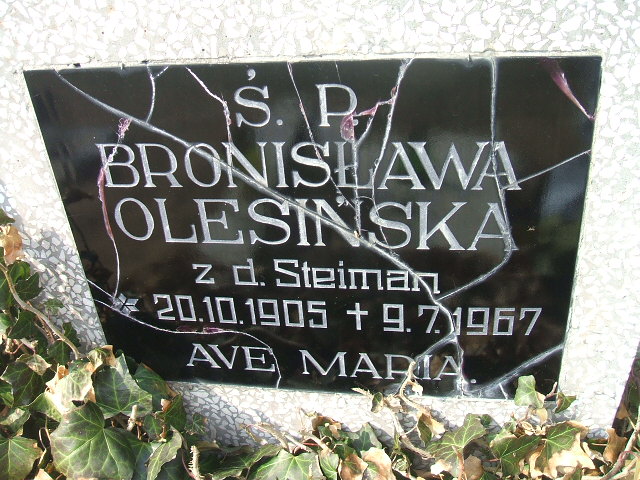 Ś. P.
BRONISŁAWA
OLESIŃSKA
z d. Steiman
* 20.10.1905 + 9.7.1967
AVE MARIA.